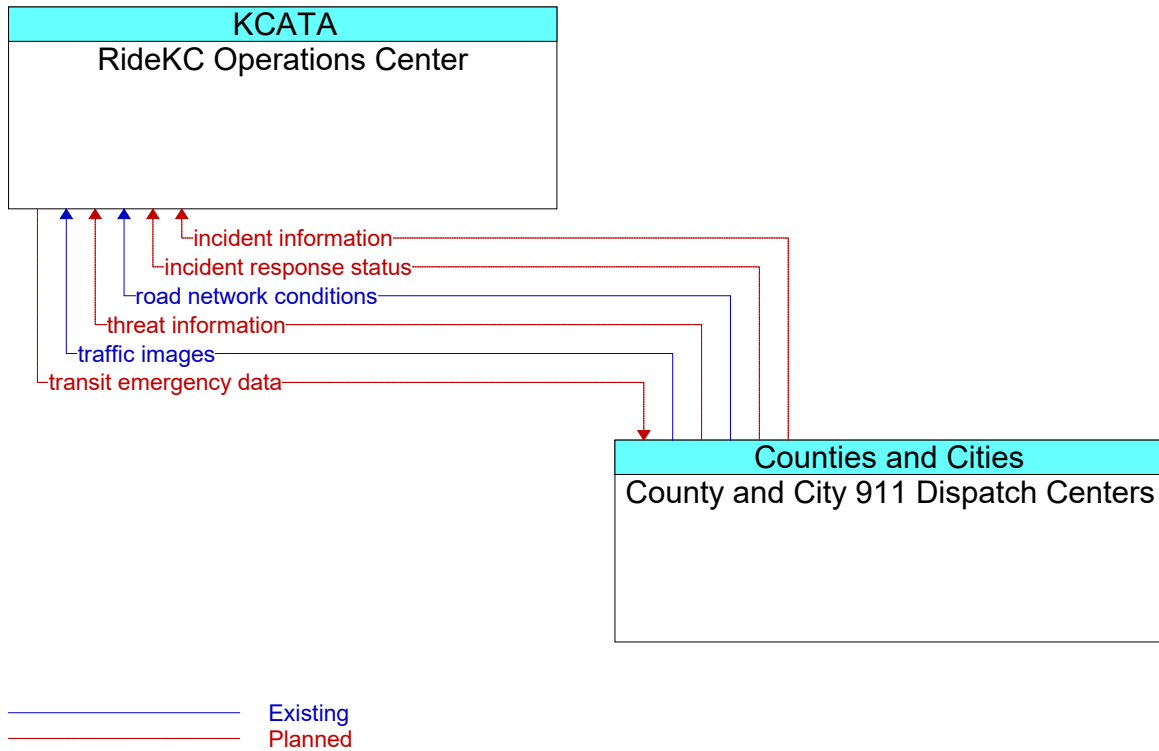 KCATA
RideKC Operations Center
incident information
incident response status
road network conditions
threat information
traffic images
transit emergency data
Counties and Cities
County and City 911 Dispatch Centers
Existing
Planned